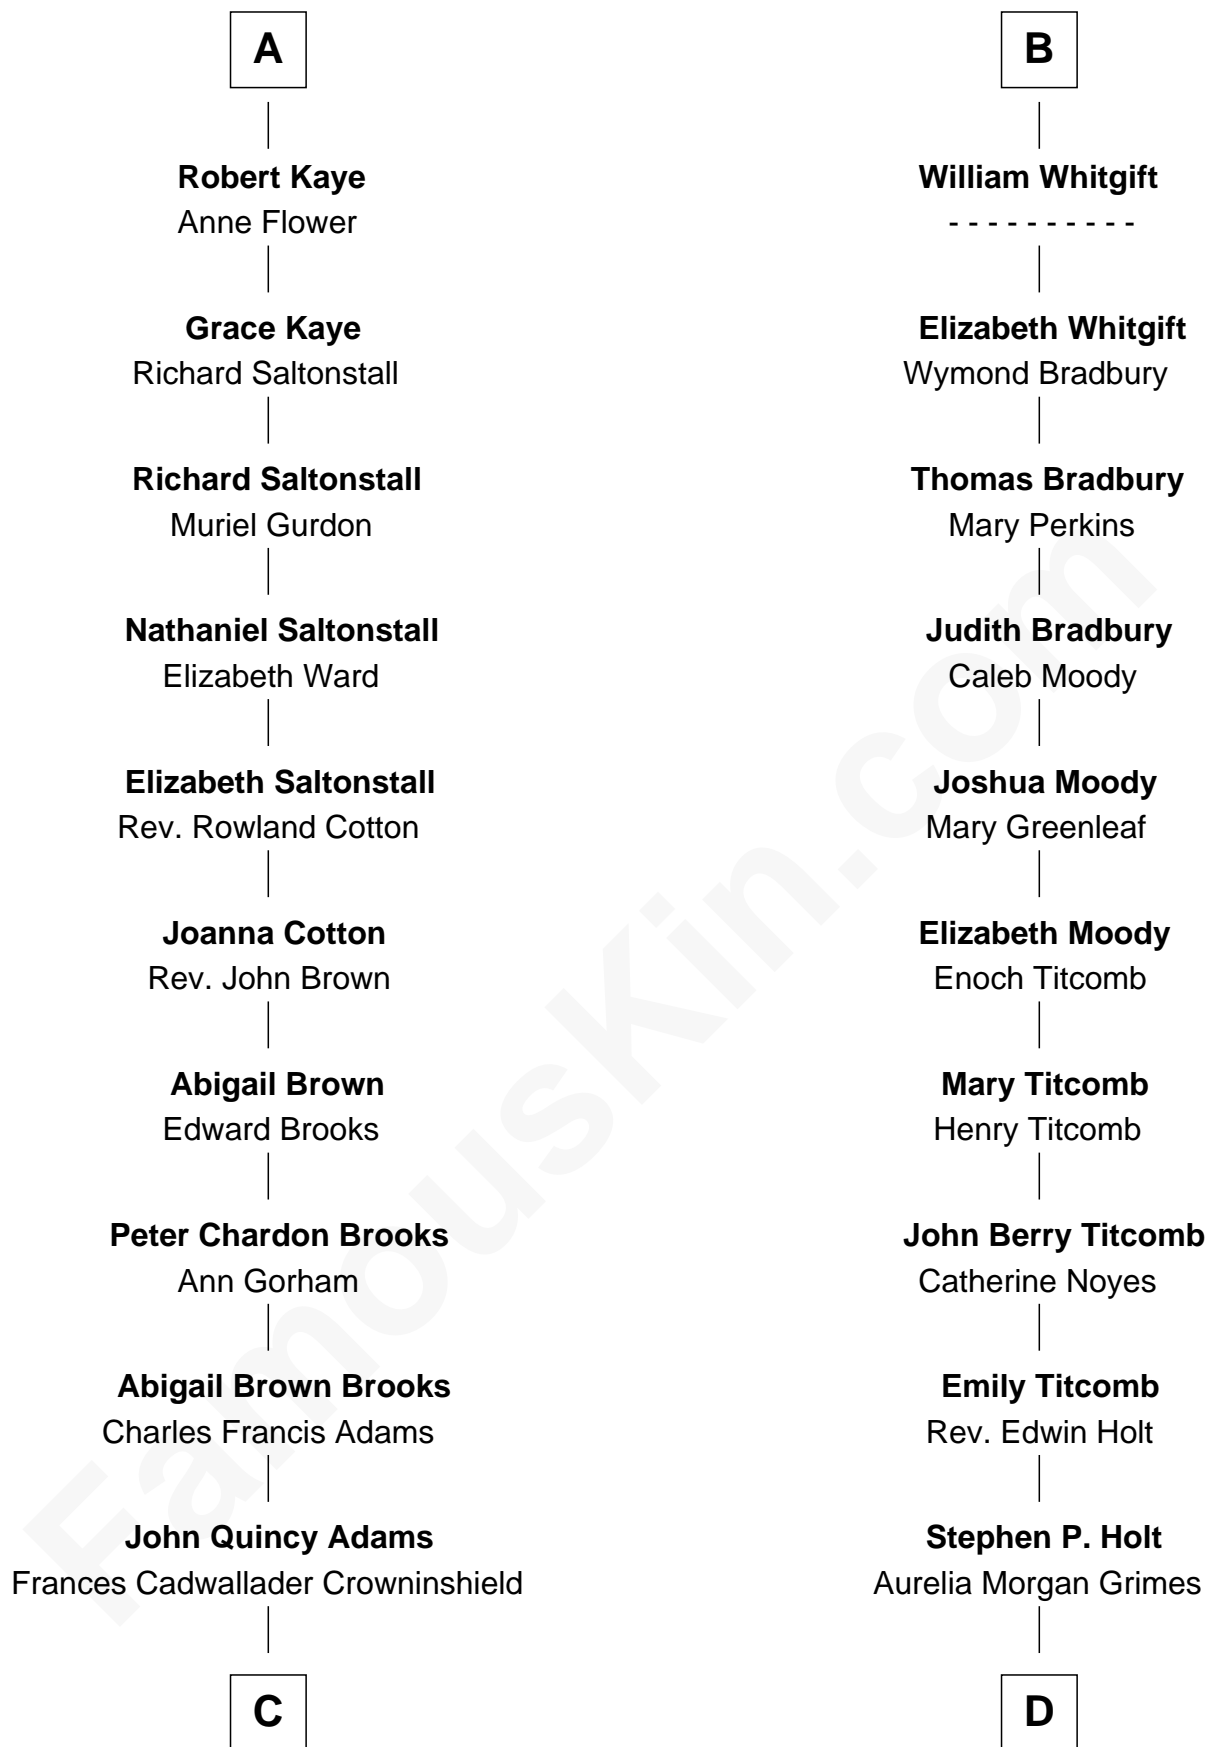 A
Robert Kaye
Anne Flower
Grace Kaye
Richard Saltonstall
Richard Saltonstall
Muriel Gurdon
Nathaniel Saltonstall
Elizabeth Ward
Elizabeth Saltonstall
Rev. Rowland Cotton
Joanna Cotton
Rev. John Brown
Abigail Brown
Edward Brooks
Peter Chardon Brooks
Ann Gorham
Abigail Brown Brooks
Charles Francis Adams
John Quincy Adams
Frances Cadwallader Crowninshield
C
B
William Whitgift
- - - - - - - - - -
Elizabeth Whitgift
Wymond Bradbury
Thomas Bradbury
Mary Perkins
Judith Bradbury
Caleb Moody
Joshua Moody
Mary Greenleaf
Elizabeth Moody
Enoch Titcomb
Mary Titcomb
Henry Titcomb
John Berry Titcomb
Catherine Noyes
Emily Titcomb
Rev. Edwin Holt
Stephen P. Holt
Aurelia Morgan Grimes
D
FamousKin.com